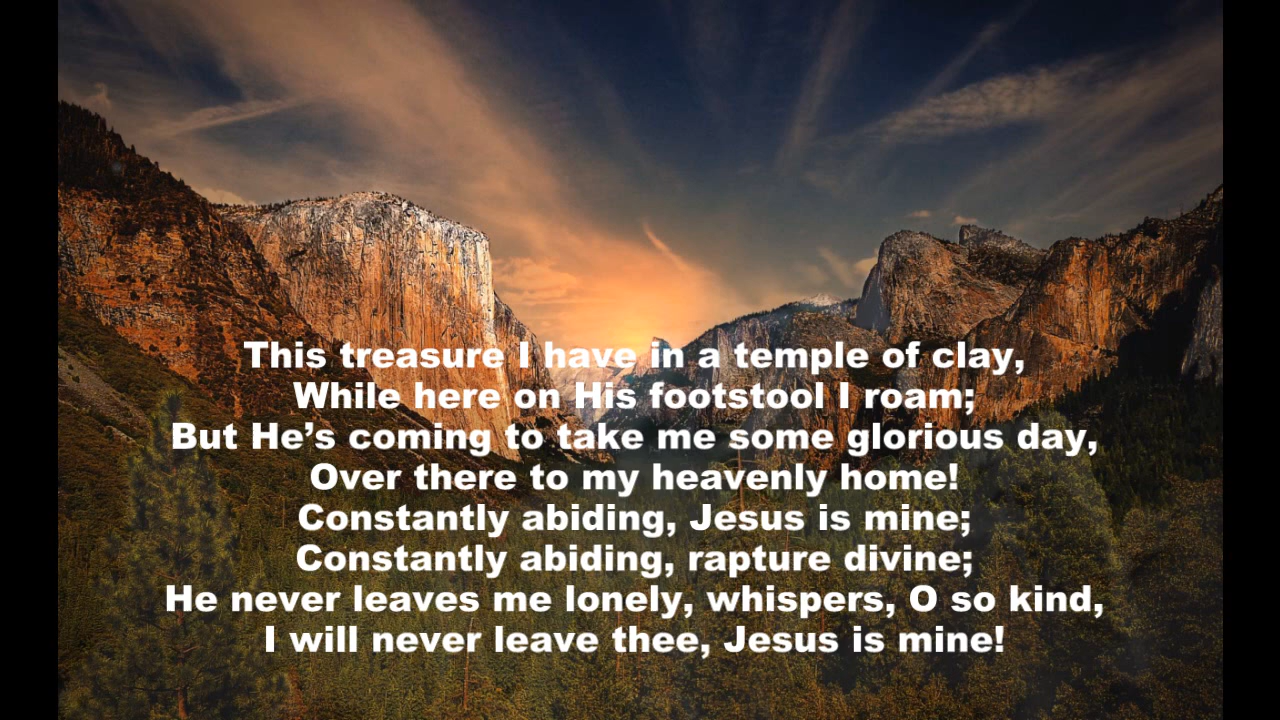 This treasure I have in a temple of clay,
While here on His footstool I roam;
But He’s coming to take me some glorious day,
Over there to my heavenly home!
Constantly abiding, Jesus is mine;
Constantly abiding, rapture divine;
He never leaves me lonely, whispers, O so kind,
I will never leave thee, Jesus is mine!